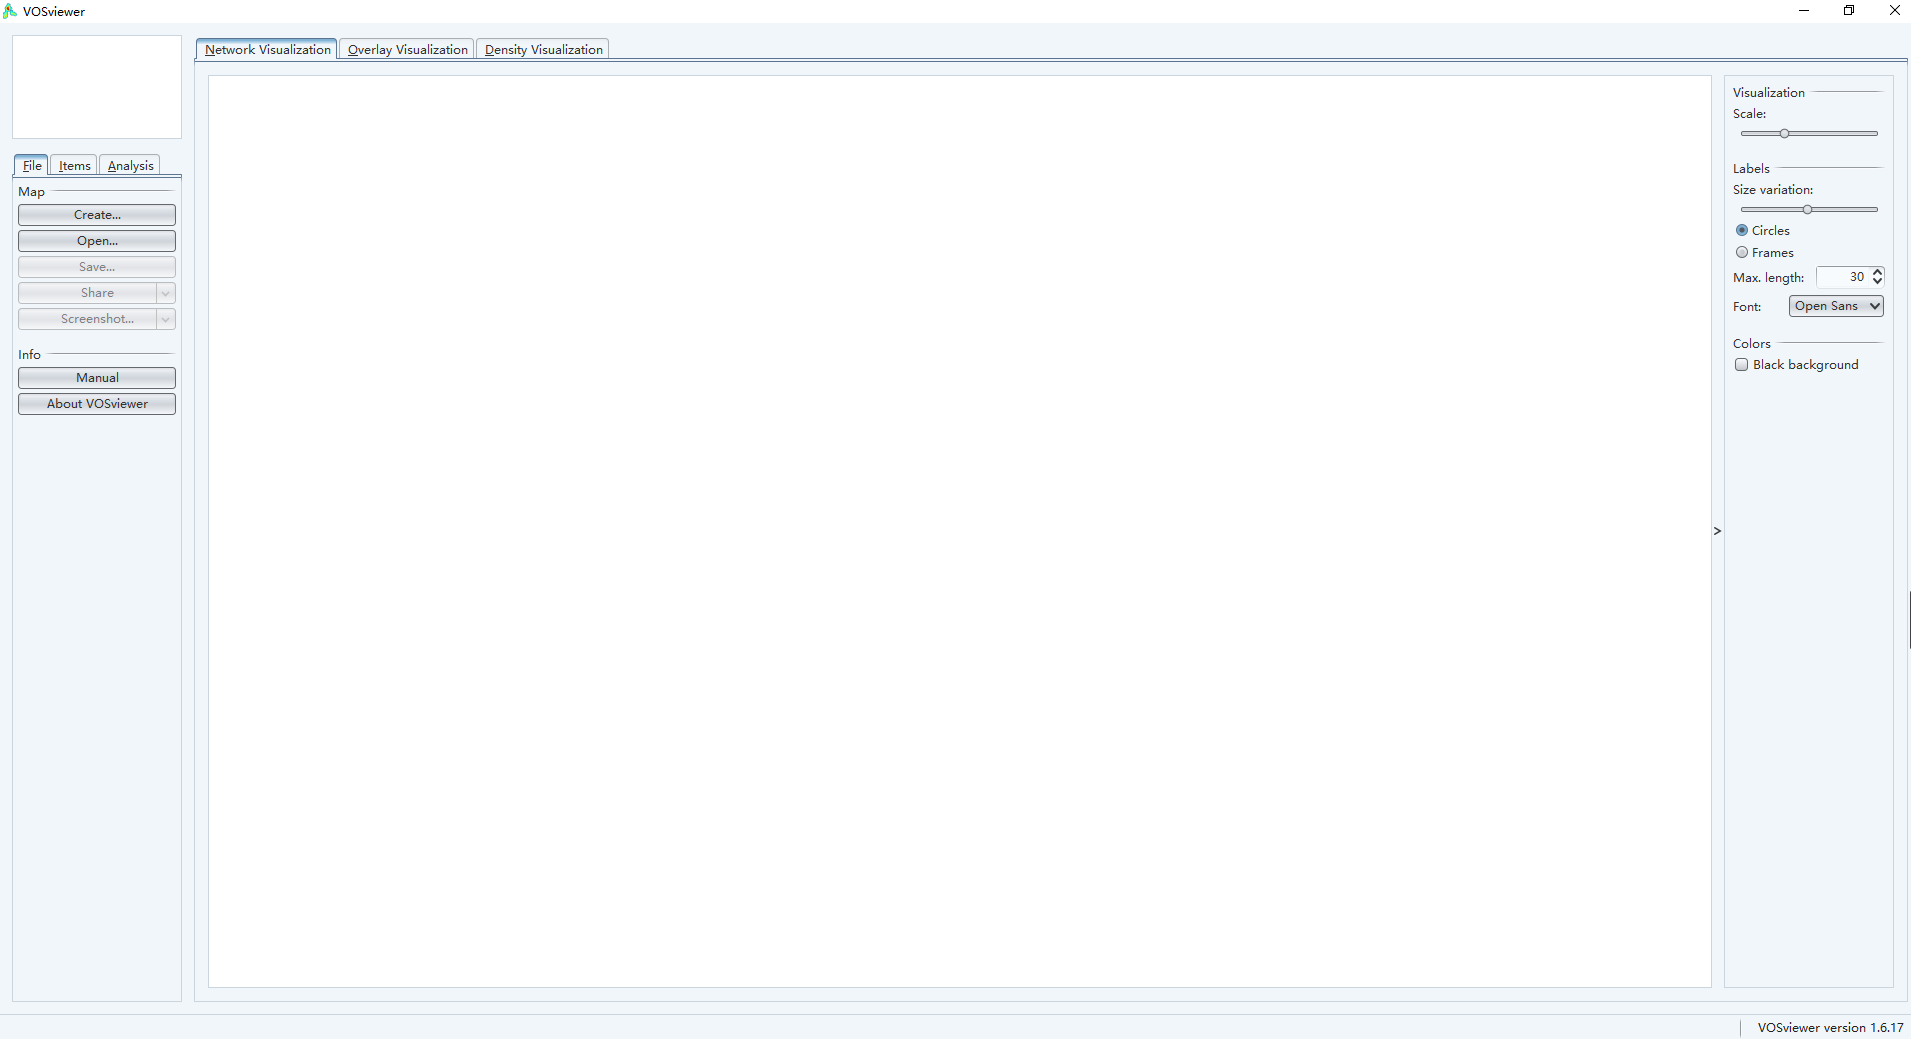 VOSviewer
Network Visualization
Overlay Visualization
Density Visualization
File
Items
Analysis
Map
Create...
Open...
Save...
Share
Screenshot...
Info
Manual
About VOSviewer
Visualization
Scale:
Labels
Size variation:
Circles
Frames
Max. length: 30
Font: Open Sans
Colors
Black background
>
VOSviewer version 1.6.17